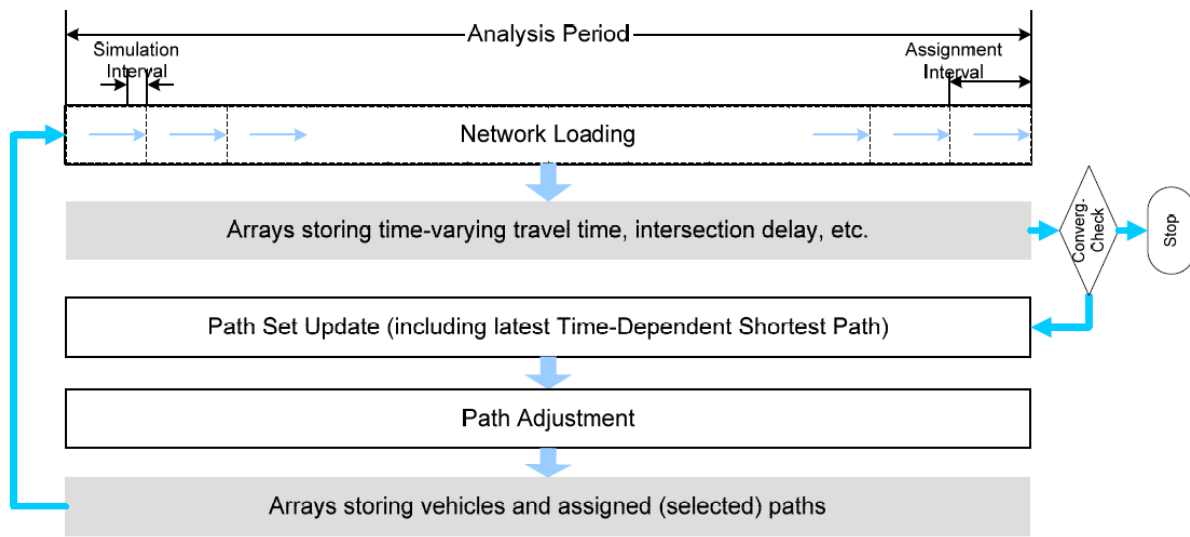 Analysis Period
Simulation
Interval
Assignment
Interval
Network Loading
Arrays storing time-varying travel time, intersection delay, etc.
Converg.
Check
Stop
Path Set Update (including latest Time-Dependent Shortest Path)
Path Adjustment
Arrays storing vehicles and assigned (selected) paths